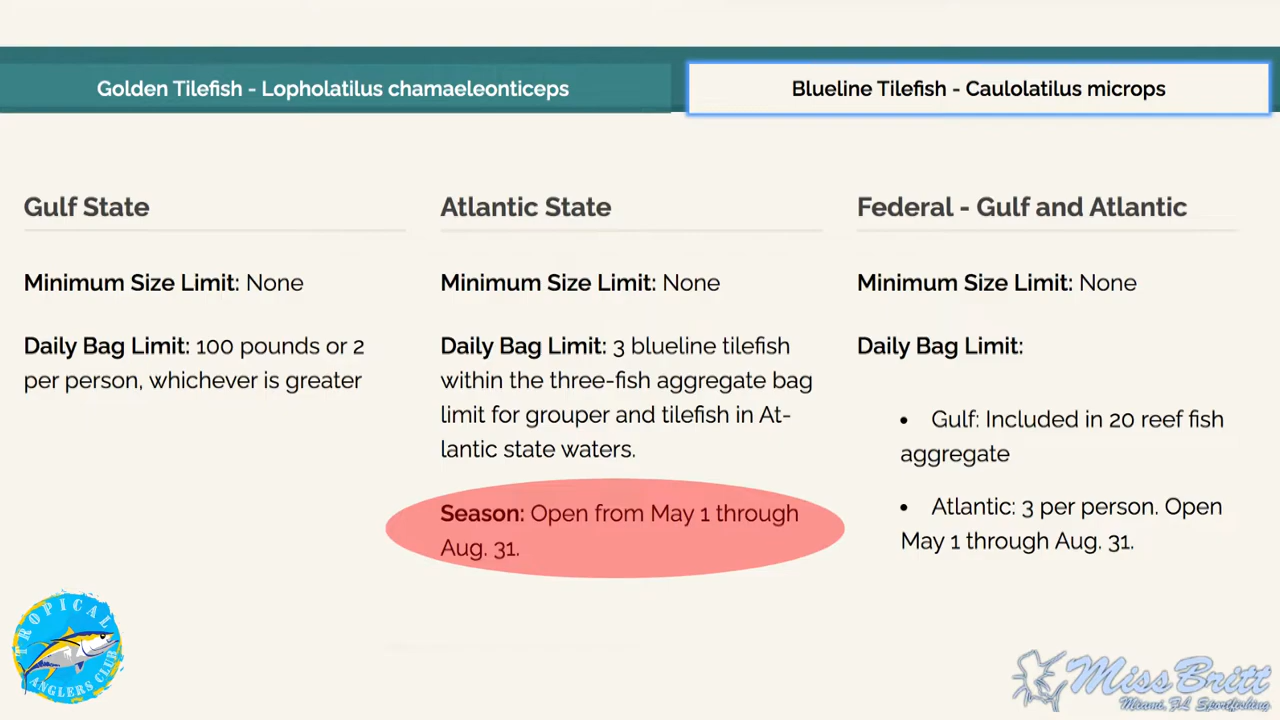 Golden Tilefish - Lopholatilus chamaeleonticeps
Blueline Tilefish - Caulolatilus microps
Gulf State
Minimum Size Limit: None
Daily Bag Limit: 100 pounds or 2
per person, whichever is greater
Atlantic State
Minimum Size Limit: None
Daily Bag Limit: 3 blueline tilefish
within the three-fish aggregate bag
limit for grouper and tilefish in At-
lantic state waters.
Season: Open from May 1 through
Aug. 31.
Federal - Gulf and Atlantic
Minimum Size Limit: None
Daily Bag Limit:
• Gulf: Included in 20 reef fish
aggregate
• Atlantic: 3 per person. Open
May 1 through Aug. 31.
TROPICAL
ANGLERS CLUB
Miss Britt
Miami, FL Sportfishing